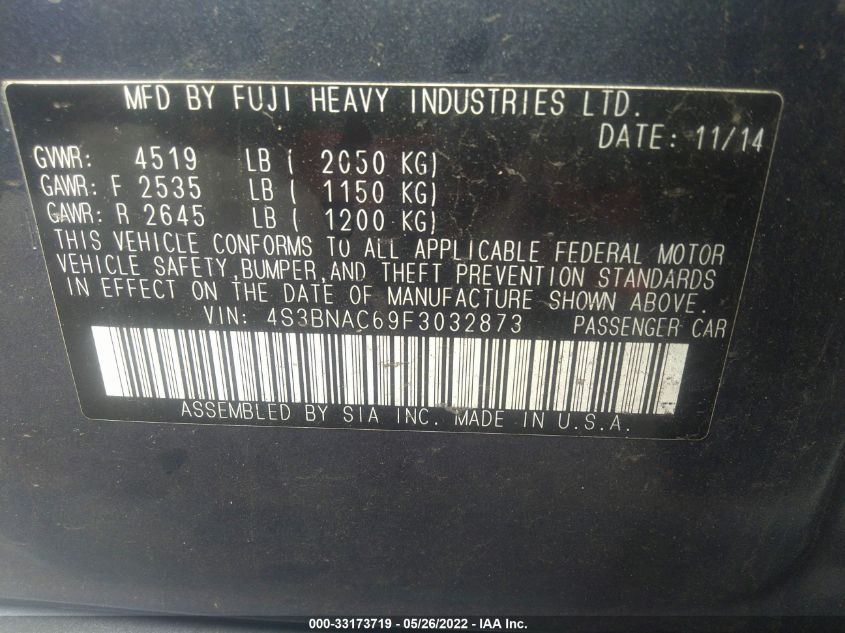 MFD BY FUJI HEAVY INDUSTRIES LTD.
DATE: 11/14
GVWR: 4519 LB ( 2050 KG)
GAWR: F 2535 LB ( 1150 KG)
GAWR: R 2645 LB ( 1200 KG)
THIS VEHICLE CONFORMS TO ALL APPLICABLE FEDERAL MOTOR
VEHICLE SAFETY,BUMPER,AND THEFT PREVENTION STANDARDS
IN EFFECT ON THE DATE OF MANUFACTURE SHOWN ABOVE.
VIN: 4S3BNAC69F3032873 PASSENGER CAR
ASSEMBLED BY SIA INC. MADE IN U.S.A.
000-33173719 - 05/26/2022 - IAA Inc.